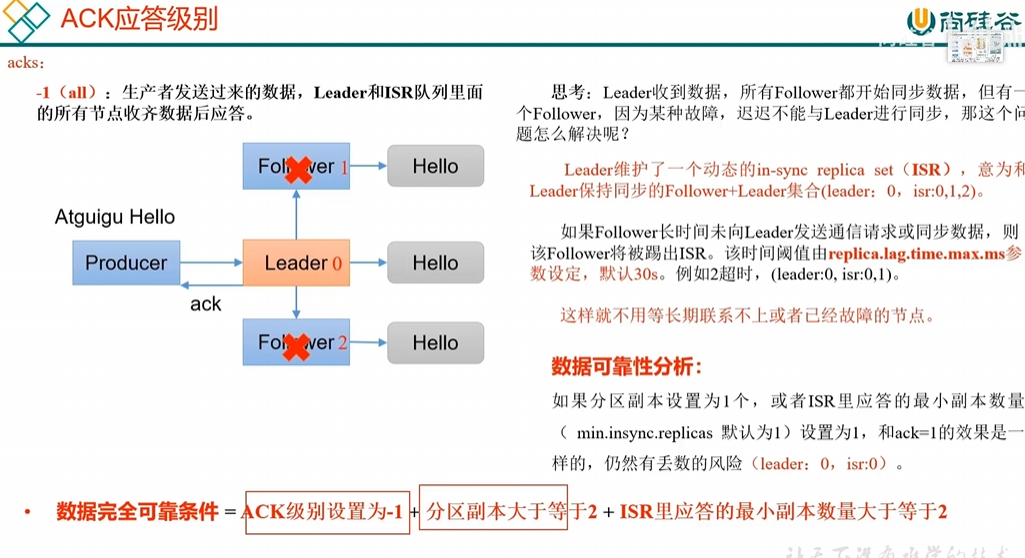 ACK应答级别
尚硅谷
acks:
-1（all）：生产者发送过来的数据，Leader和ISR队列里面
的所有节点收齐数据后应答。
Follower 1
Hello
Atguigu Hello
Producer
Leader 0
Hello
ack
Follower 2
Hello
思考：Leader收到数据，所有Follower都开始同步数据，但有一
个Follower，因为某种故障，迟迟不能与Leader进行同步，那这个问
题怎么解决呢？
Leader维护了一个动态的in-sync replica set（ISR），意为和
Leader保持同步的Follower+Leader集合(leader：0，isr:0,1,2)。
如果Follower长时间未向Leader发送通信请求或同步数据，则
该Follower将被踢出ISR。该时间阈值由replica.lag.time.max.ms参
数设定，默认30s。例如2超时，(leader:0, isr:0,1)。
这样就不用等长期联系不上或者已经故障的节点。
数据可靠性分析：
如果分区副本设置为1个，或者ISR里应答的最小副本数量
（ min.insync.replicas 默认为1）设置为1，和ack=1的效果是一
样的，仍然有丢数的风险（leader：0，isr:0）。
• 数据完全可靠条件 = ACK级别设置为-1 + 分区副本大于等于2 + ISR里应答的最小副本数量大于等于2